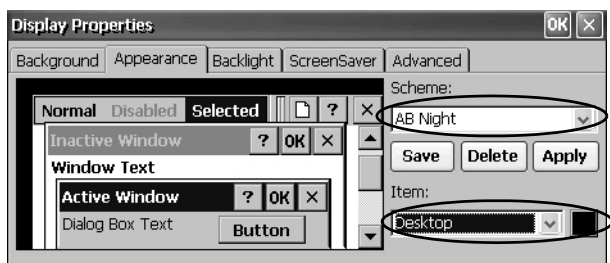 Display Properties OK ×
Background Appearance Backlight ScreenSaver Advanced
Scheme:
Normal Disabled Selected ? ×
AB Night
Inactive Window ? OK ×
Save Delete Apply
Window Text
Active Window ? OK ×
Item:
Dialog Box Text Button
Desktop